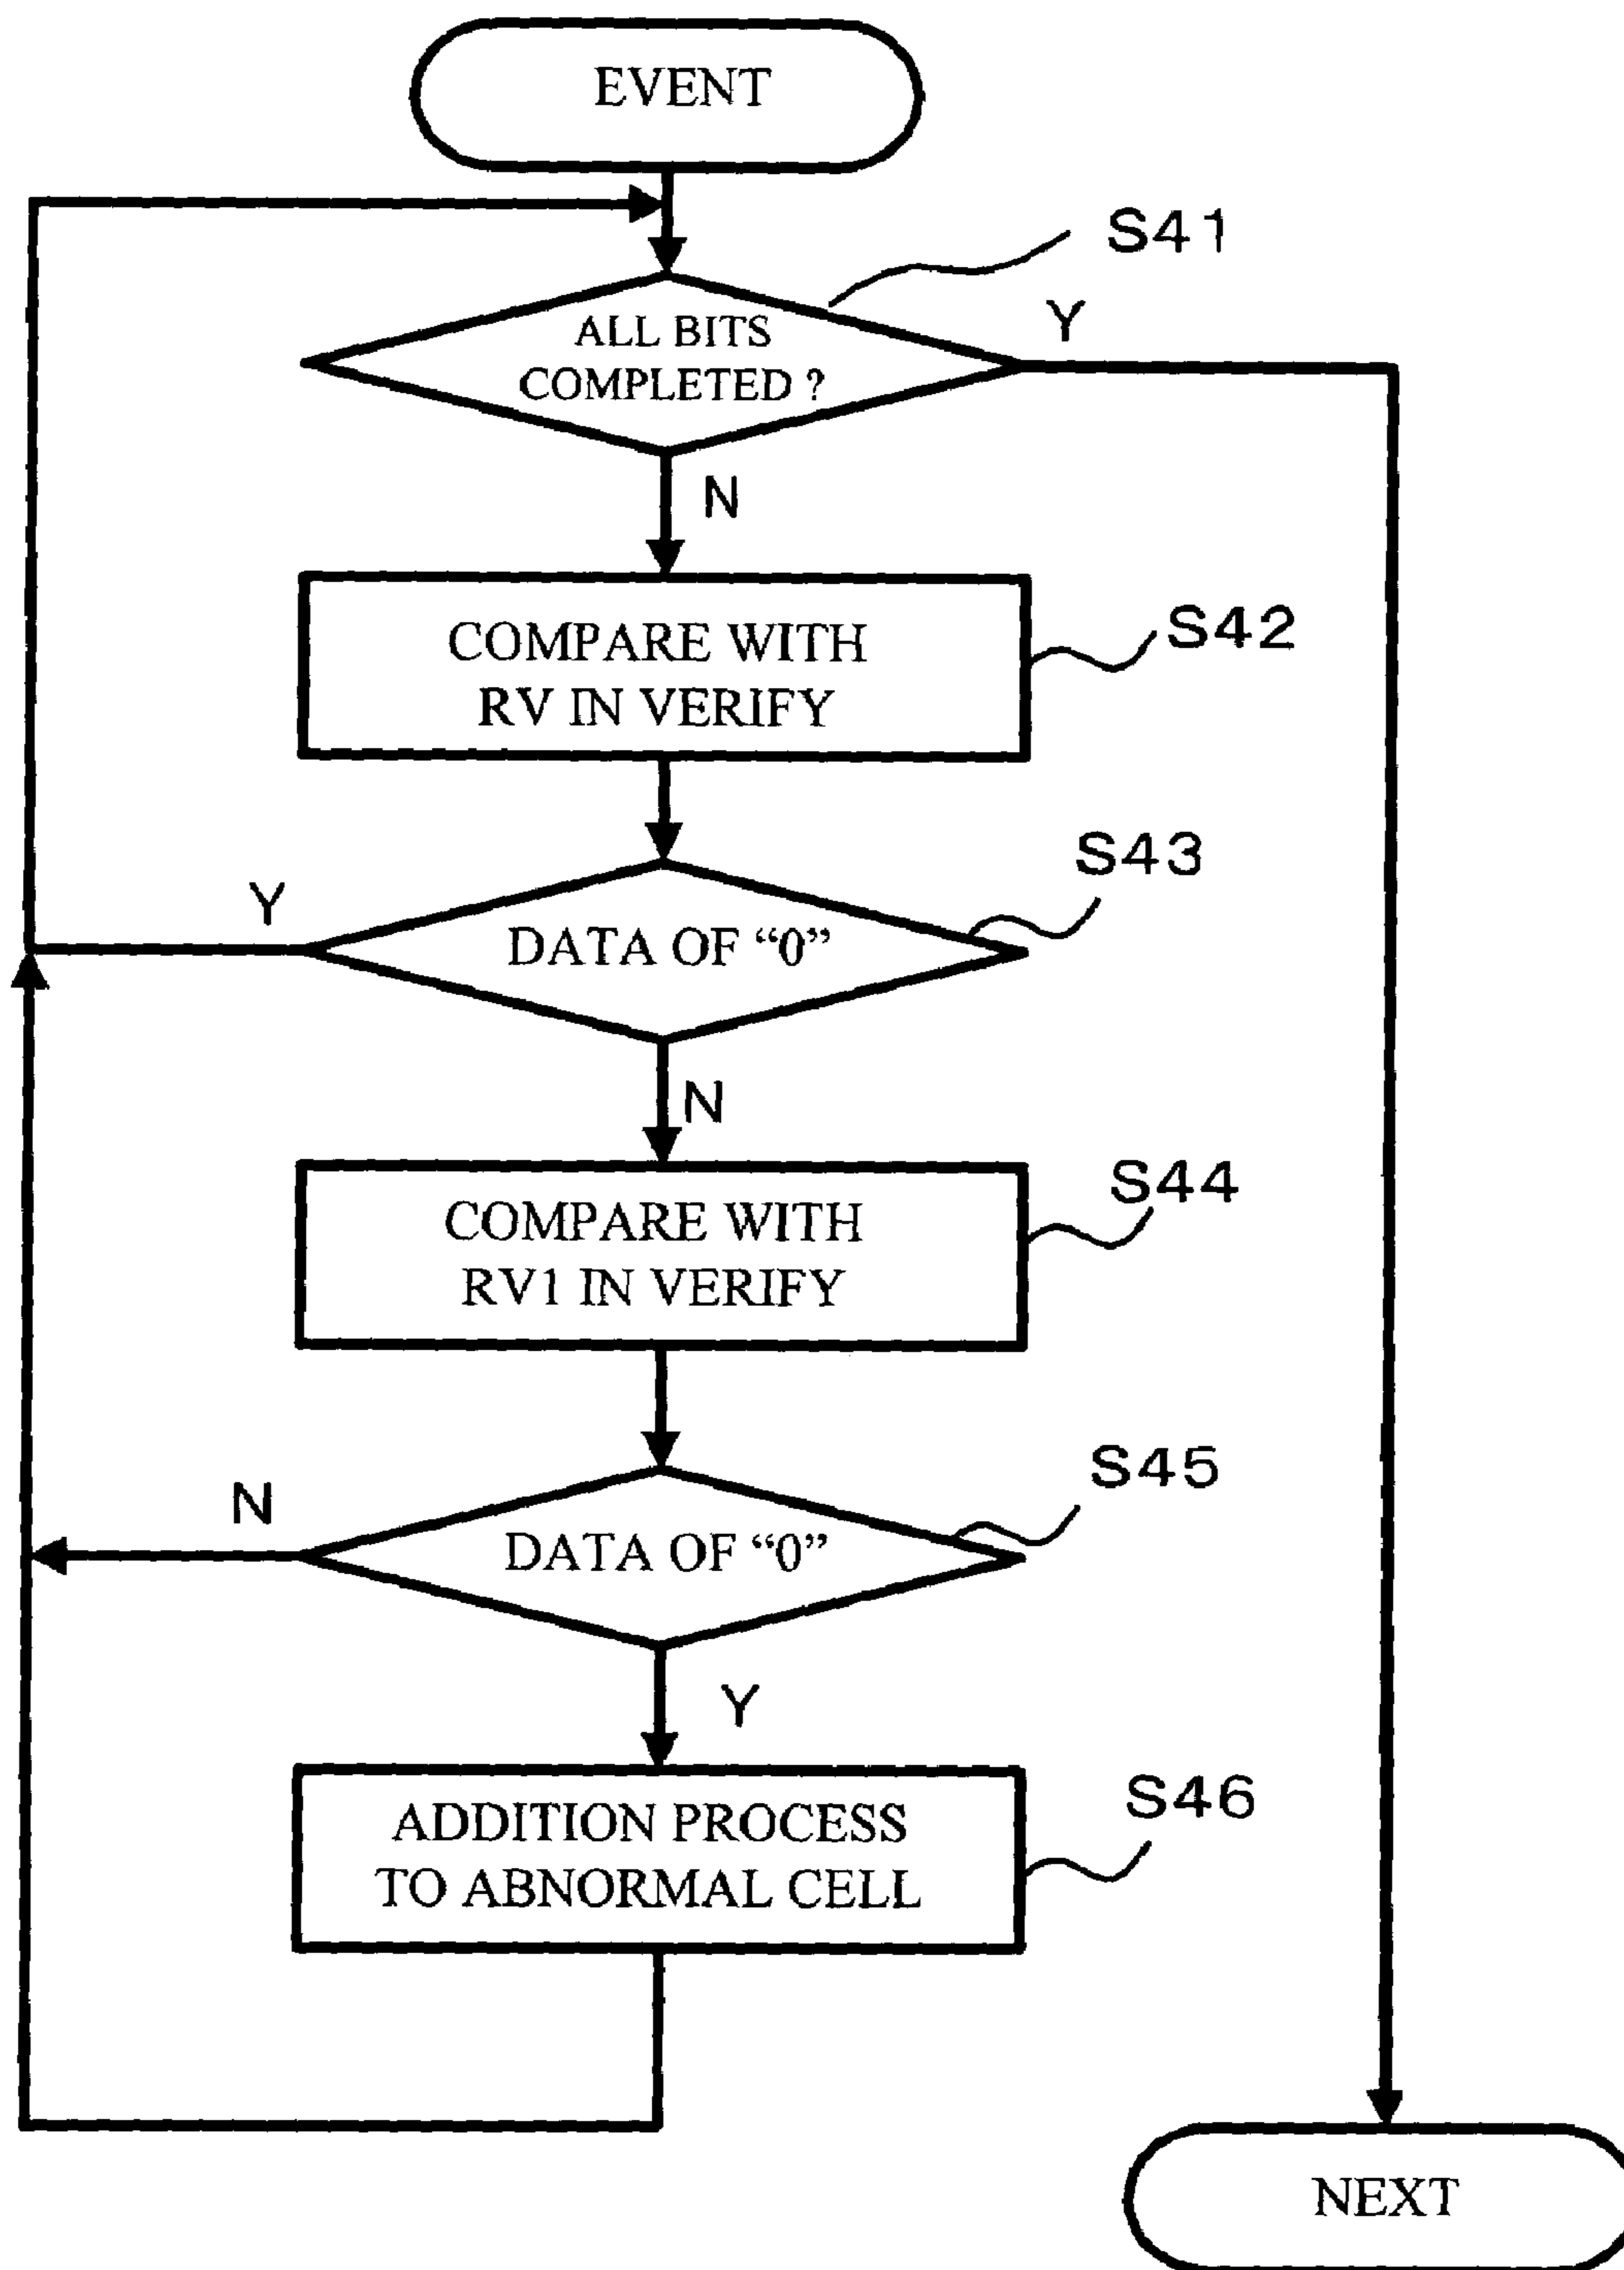 EVENT
S41
ALL BITS
COMPLETED ?
Y
N
COMPARE WITH
RV IN VERIFY
S42
S43
Y
DATA OF “0”
N
COMPARE WITH
RV1 IN VERIFY
S44
S45
N
DATA OF “0”
Y
ADDITION PROCESS
TO ABNORMAL CELL
S46
NEXT